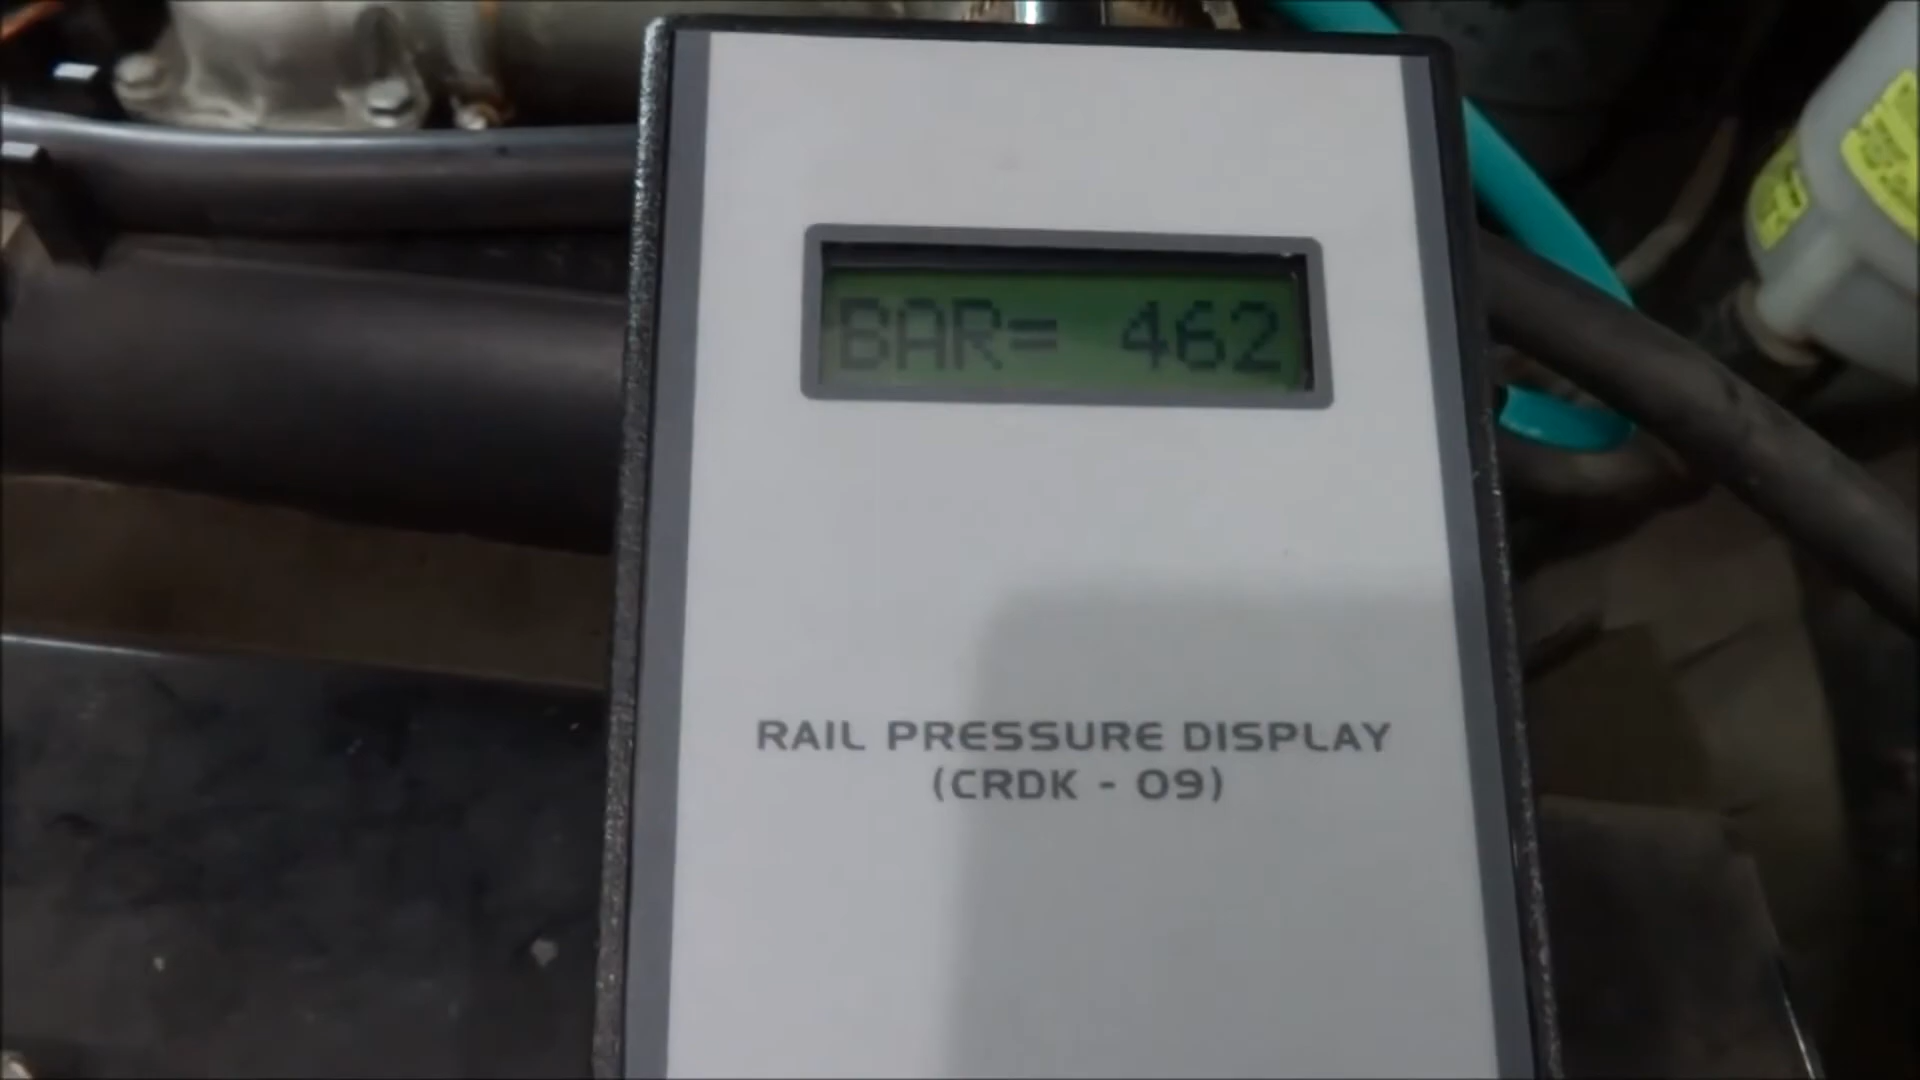 BAR= 462
RAIL PRESSURE DISPLAY
(CRDK - 09)